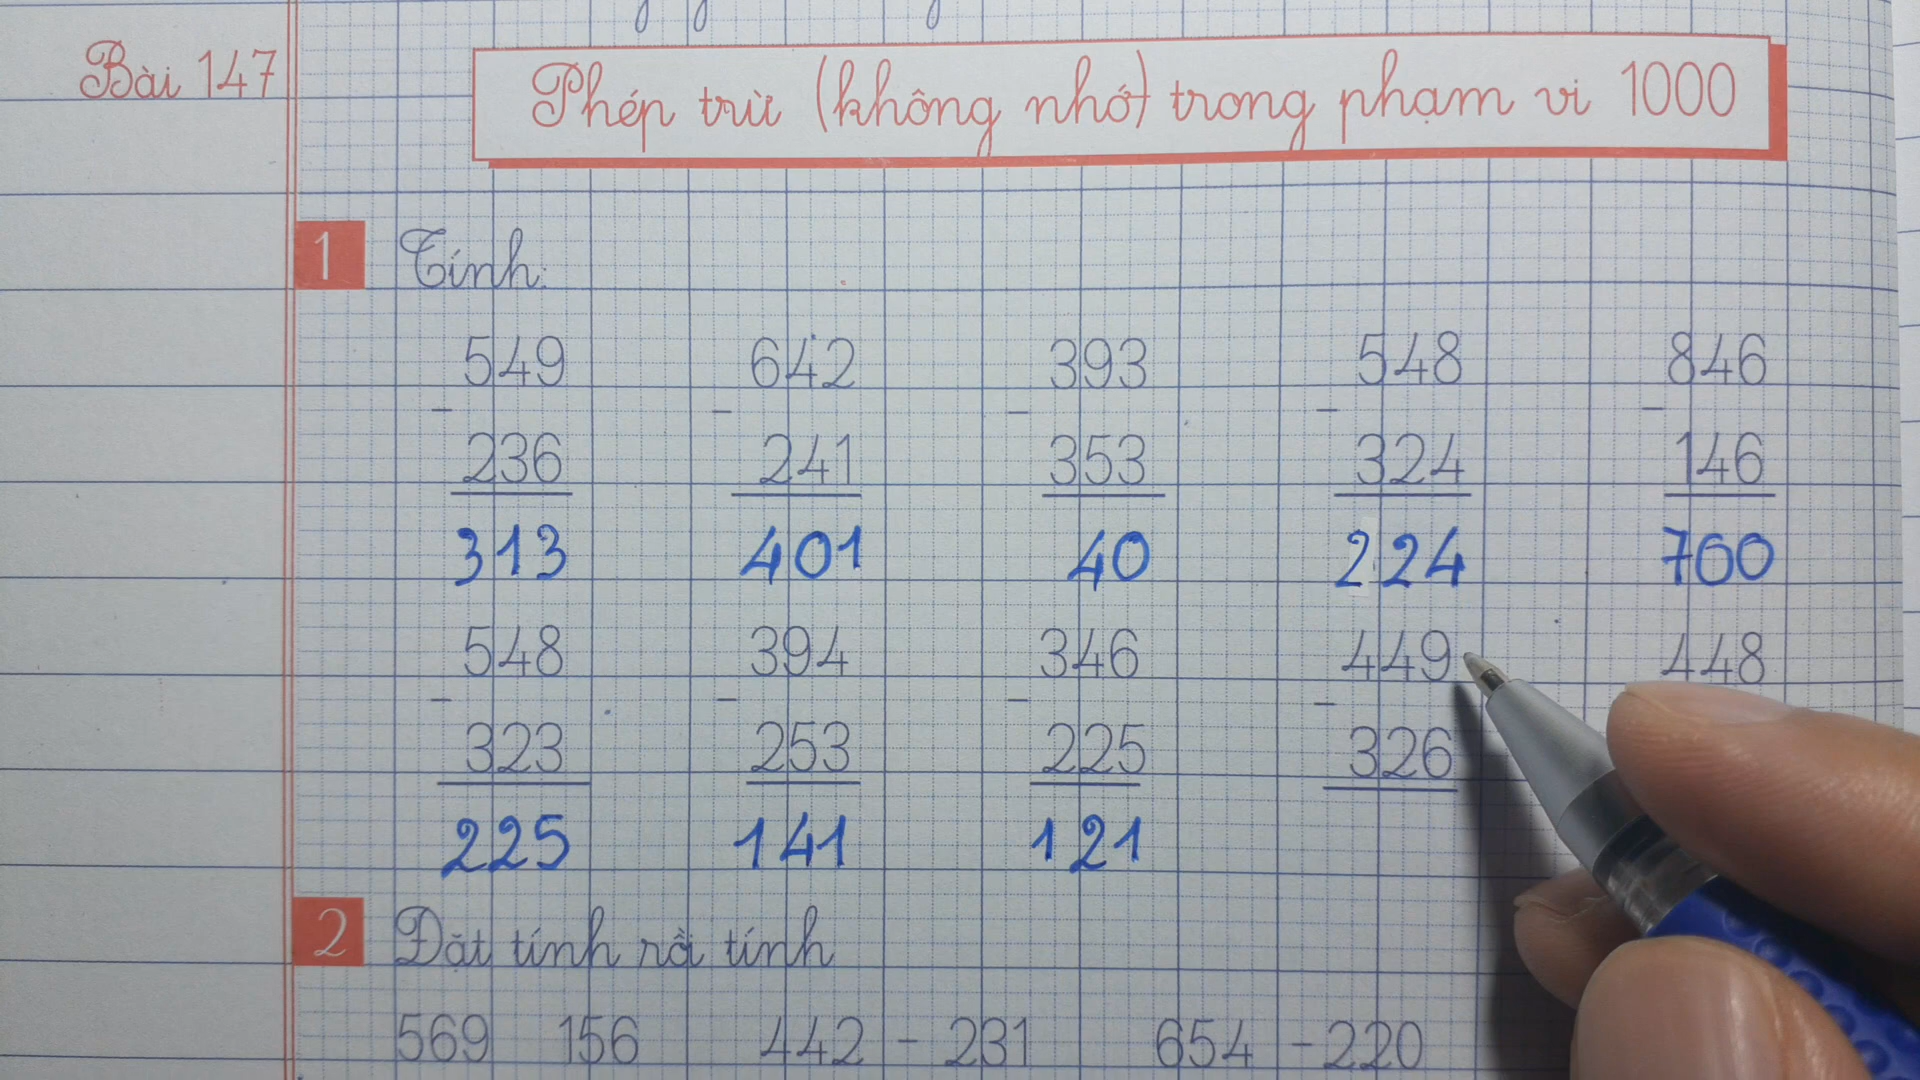 Bài 147
Phép trừ (không nhớ) trong phạm vi 1000
1 Tính:
549 642 393 548 846
- - - - -
236 241 353 324 146
313 401 40 224 700
548 394 346 449 448
- - - -
323 253 225 326
225 141 121
2 Đặt tính rồi tính
569 156 442 - 231 654 - 220